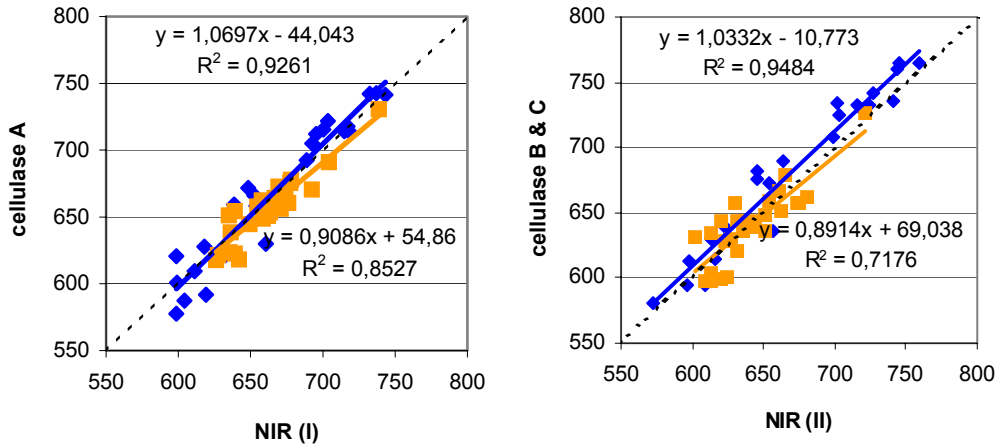 800
y = 1,0697x - 44,043
R² = 0,9261
750
700
650
y = 0,9086x + 54,86
R² = 0,8527
600
550
550 600 650 700 750 800
cellulase A
NIR (I)
800
y = 1,0332x - 10,773
R² = 0,9484
750
700
650
y = 0,8914x + 69,038
R² = 0,7176
600
550
550 600 650 700 750 800
cellulase B & C
NIR (II)